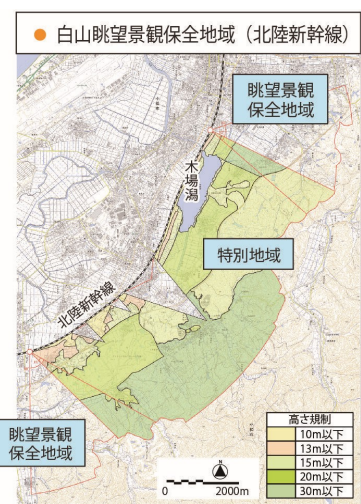 ● 白山眺望景観保全地域（北陸新幹線）
眺望景観
保全地域
木場潟
特別地域
北陸新幹線
眺望景観
保全地域
高さ規制
10m以下
13m以下
15m以下
20m以下
30m以下
N
0 2000m